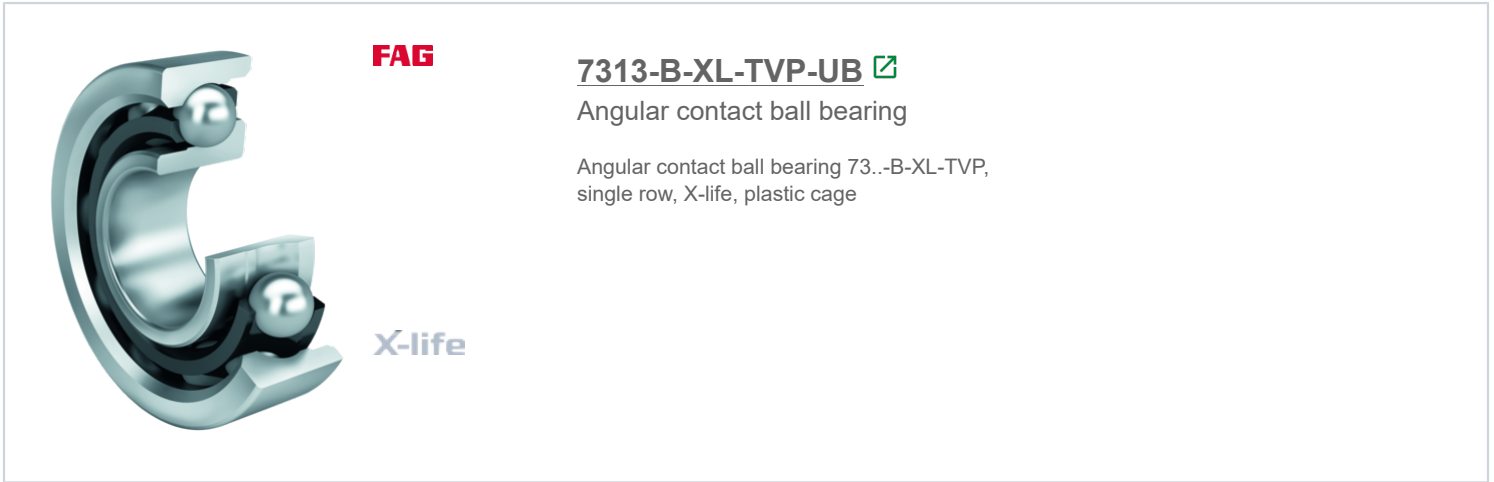 FAG
7313-B-XL-TVP-UB
Angular contact ball bearing
Angular contact ball bearing 73..-B-XL-TVP,
single row, X-life, plastic cage
X-life